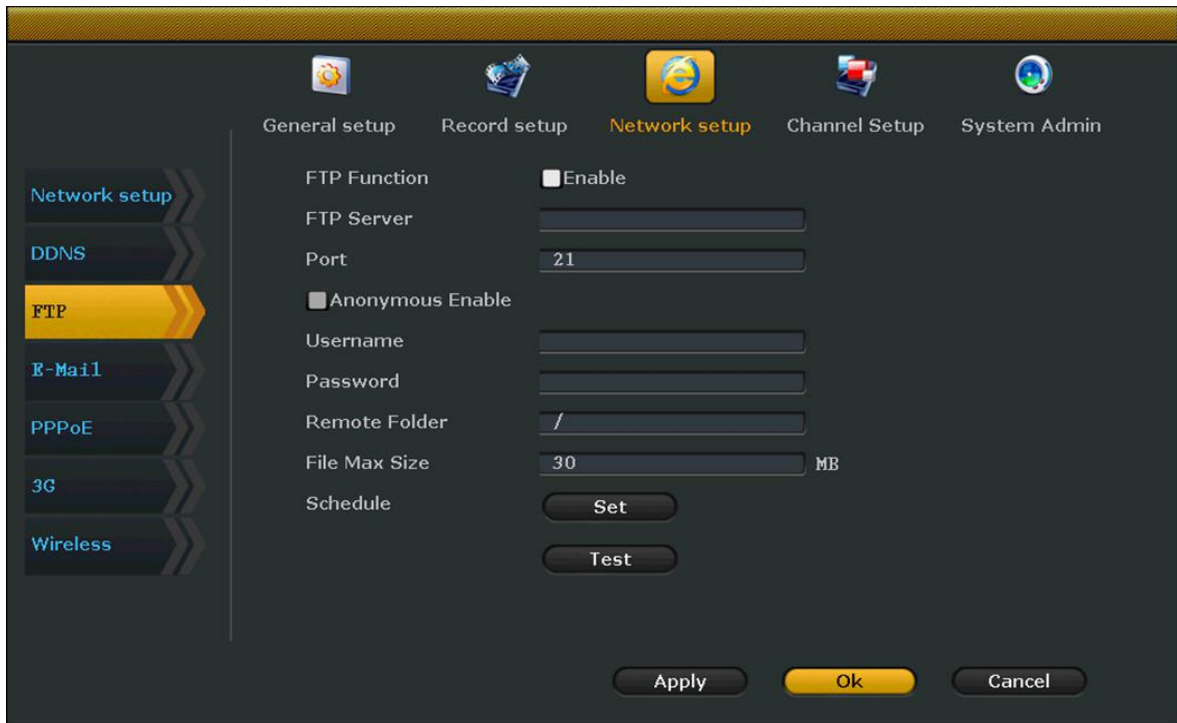 General setup Record setup Network setup Channel Setup System Admin
Network setup
DDNS
FTP
E-Mail
PPPoE
3G
Wireless
FTP Function Enable
FTP Server
Port 21
Anonymous Enable
Username
Password
Remote Folder /
File Max Size 30 MB
Schedule Set
Test
Apply Ok Cancel